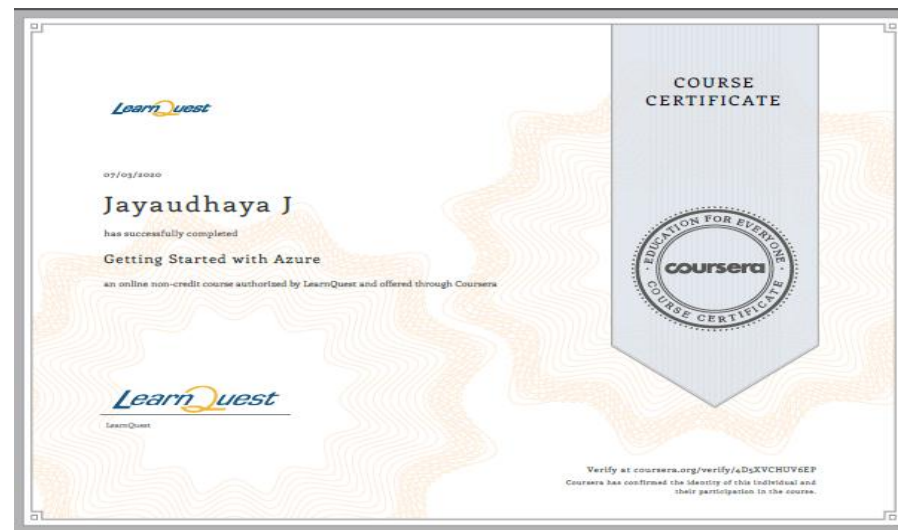 LearnQuest
COURSE
CERTIFICATE
07/03/2020
Jayaudhaya J
has successfully completed
Getting Started with Azure
an online non-credit course authorized by LearnQuest and offered through Coursera
EDUCATION FOR EVERYONE
coursera
COURSE CERTIFICATE
LearnQuest
LearnQuest
Verify at coursera.org/verify/4D5XVCHUV6EP
Coursera has confirmed the identity of this individual and
their participation in the course.